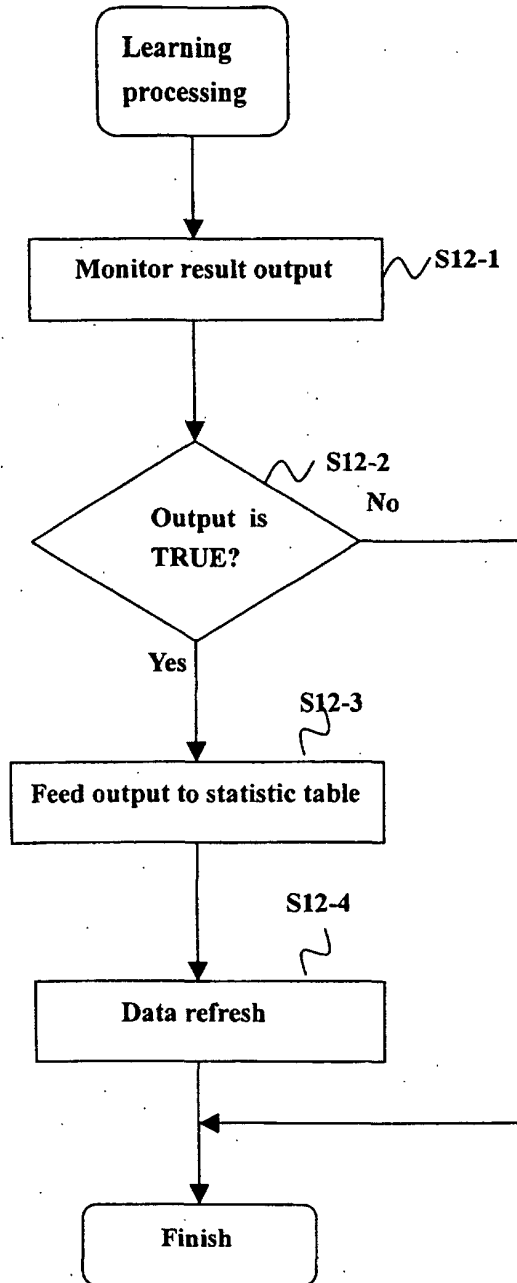 Learning
processing
Monitor result output
S12-1
S12-2
No
Output is
TRUE?
Yes
S12-3
Feed output to statistic table
S12-4
Data refresh
Finish